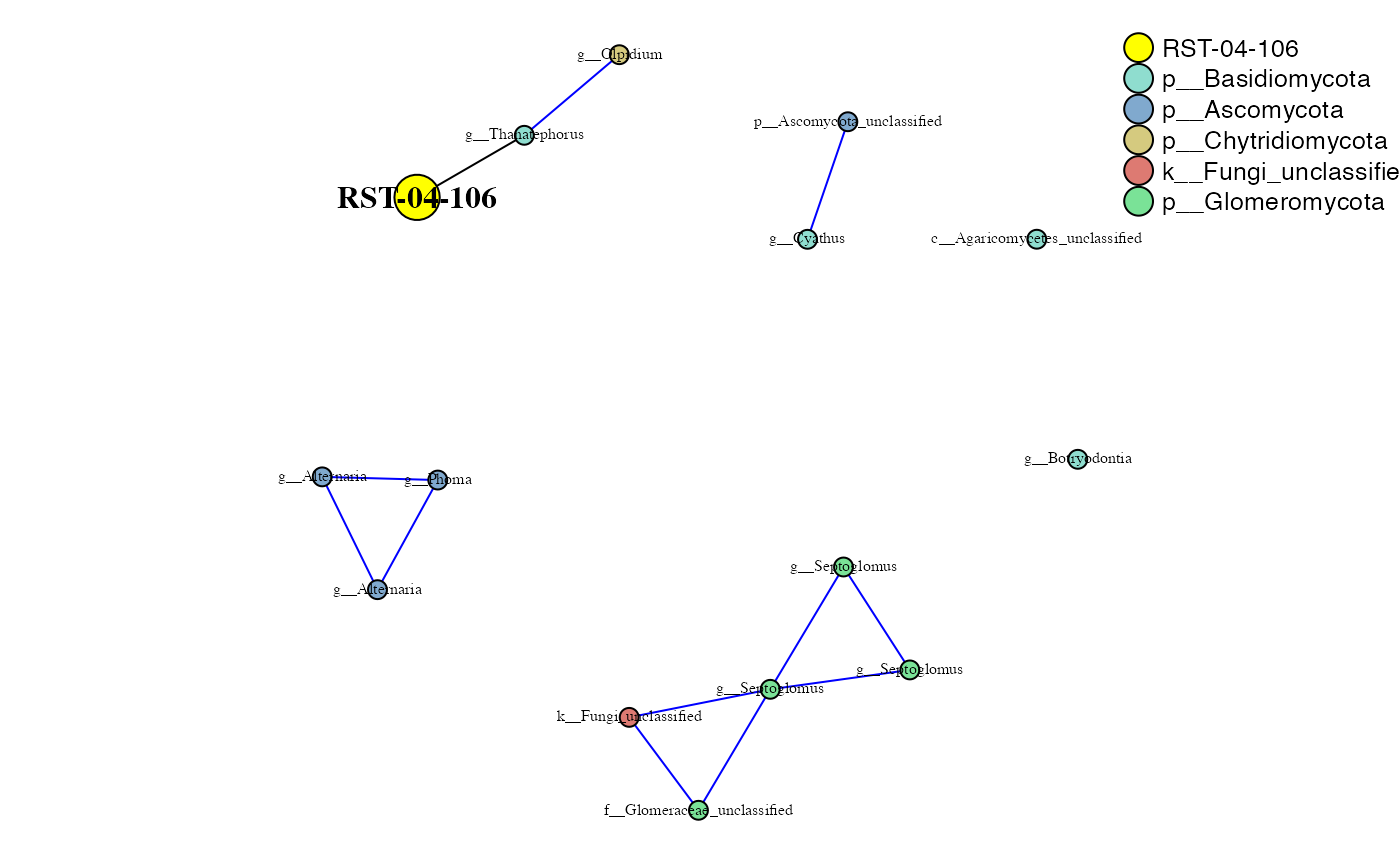 g__Olpidium
g__Thanatephorus
RST-04-106
p__Ascomycota_unclassified
g__Cyathus
c__Agaricomycetes_unclassified
RST-04-106
p__Basidiomycota
p__Ascomycota
p__Chytridiomycota
k__Fungi_unclassifie
p__Glomeromycota
g__Alternaria
g__Phoma
g__Alternaria
g__Botryodontia
g__Septoglomus
g__Septoglomus
g__Septoglomus
k__Fungi_unclassified
f__Glomeraceae_unclassified